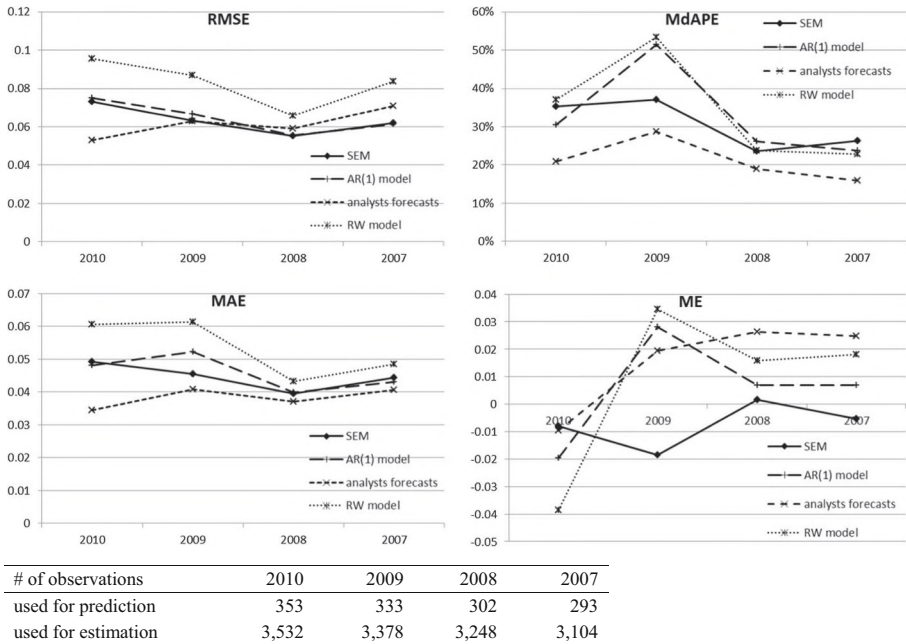 RMSE
0.12
0.1
0.08
0.06
0.04
0.02
0
2010 2009 2008 2007
SEM
AR(1) model
analysts forecasts
RW model
MdAPE
60%
50%
40%
30%
20%
10%
0%
2010 2009 2008 2007
SEM
AR(1) model
analysts forecasts
RW model
MAE
0.07
0.06
0.05
0.04
0.03
0.02
0.01
0
2010 2009 2008 2007
SEM
AR(1) model
analysts forecasts
RW model
ME
0.04
0.03
0.02
0.01
0
-0.01
-0.02
-0.03
-0.04
-0.05
2010 2009 2008 2007
SEM
AR(1) model
analysts forecasts
RW model
# of observations 2010 2009 2008 2007
used for prediction 353 333 302 293
used for estimation 3,532 3,378 3,248 3,104